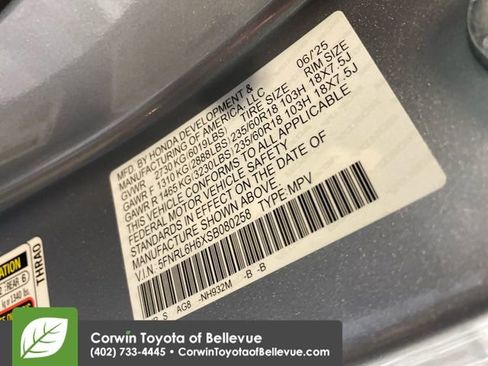 MFD. BY HONDA DEVELOPMENT &
MANUFACTURING OF AMERICA, LLC 06/25
GVWR 2730 KG (6019LBS) TIRE SIZE RIM SIZE
GAWR F 1310 KG (2888LBS) 235/60R18 103H 18X7.5J
GAWR R 1465 KG (3230LBS) 235/60R18 103H 18X7.5J
THIS VEHICLE CONFORMS TO ALL APPLICABLE
FEDERAL MOTOR VEHICLE SAFETY
STANDARDS IN EFFECT ON THE DATE OF
MANUFACTURE SHOWN ABOVE.
V.I.N: 5FNRL6H6XSB080258 TYPE: MPV
S AG8 -NH932M -B -B
THRAO
REAR 6
Corwin Toyota of Bellevue
(402) 733-4445 • CorwinToyotaofBellevue.com